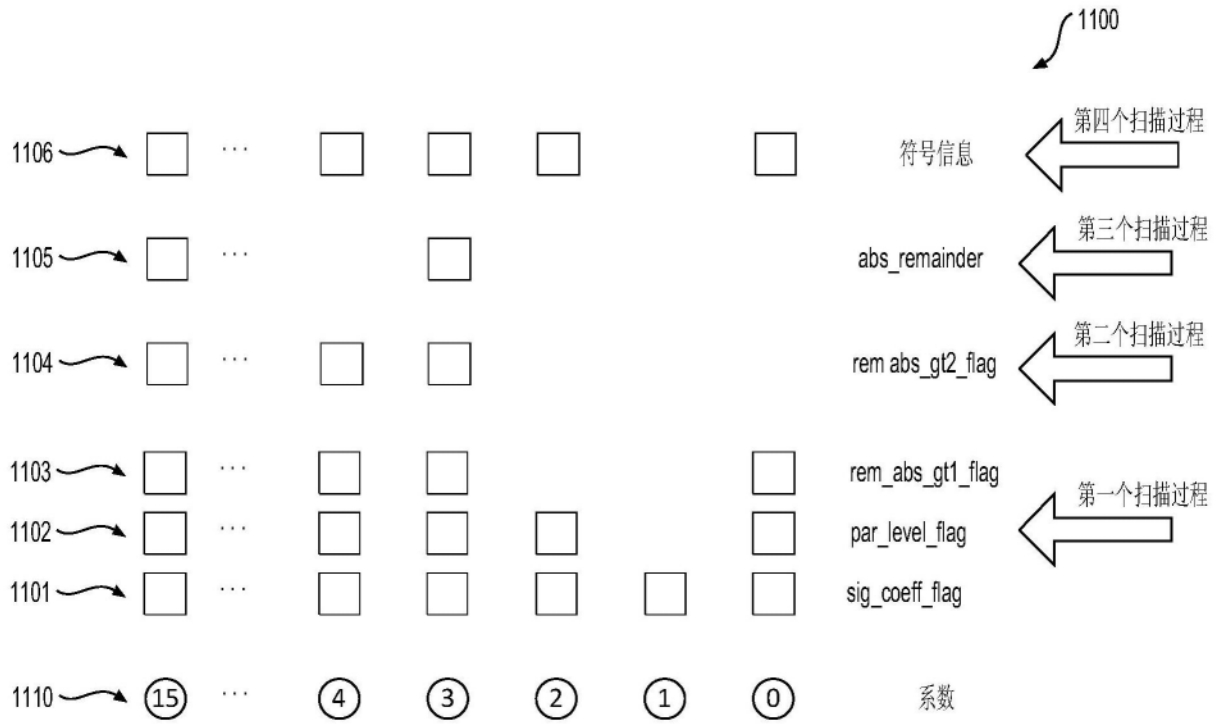 1100
1106 ··· 符号信息 第四个扫描过程
1105 ··· abs_remainder 第三个扫描过程
1104 ··· rem abs_gt2_flag 第二个扫描过程
1103 ··· rem_abs_gt1_flag 第一个扫描过程
1102 ··· par_level_flag
1101 ··· sig_coeff_flag
1110 15 ··· 4 3 2 1 0 系数